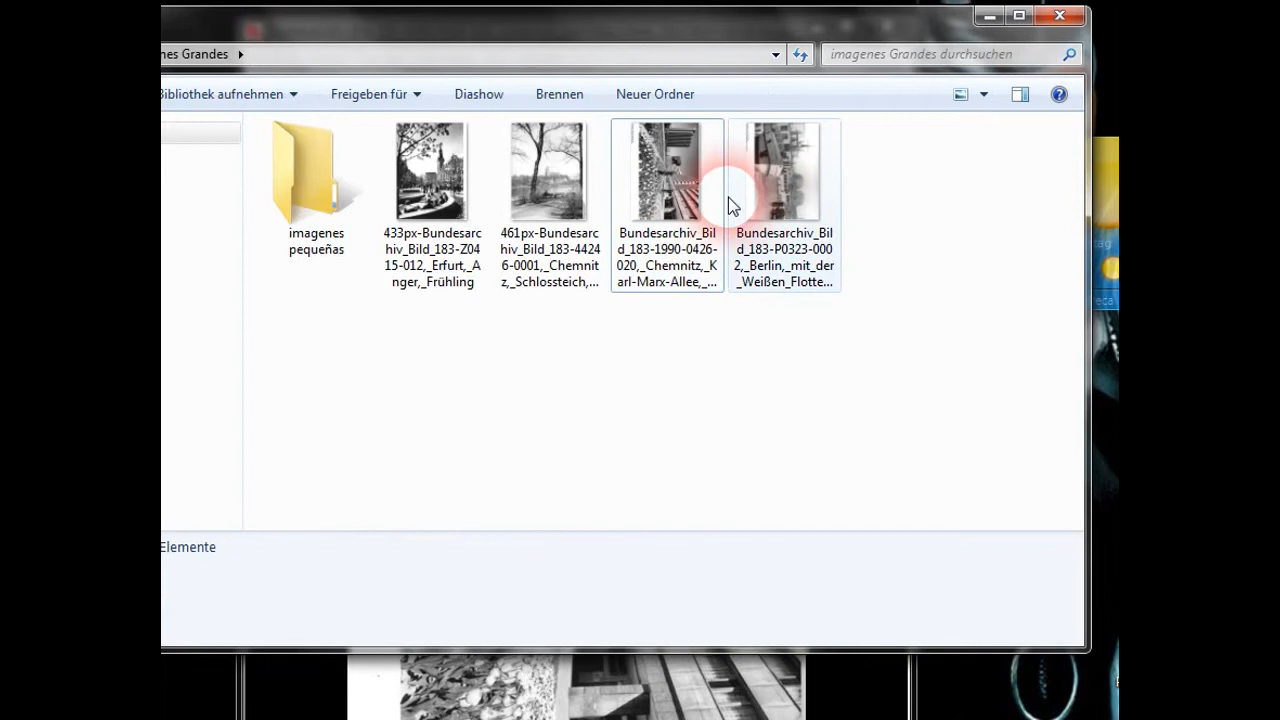 nes Grandes
imagenes Grandes durchsuchen
Bibliothek aufnehmen
Freigeben für
Diashow
Brennen
Neuer Ordner
imagenes
pequeñas
433px-Bundesarc
hiv_Bild_183-Z04
15-012,_Erfurt,_A
nger,_Frühling
461px-Bundesarc
hiv_Bild_183-4424
6-0001,_Chemnit
z,_Schlossteich,...
Bundesarchiv_Bil
d_183-1990-0426-
020,_Chemnitz,_K
arl-Marx-Allee,_...
Bundesarchiv_Bil
d_183-P0323-000
2,_Berlin,_mit_der
_Weißen_Flotte...
Elemente